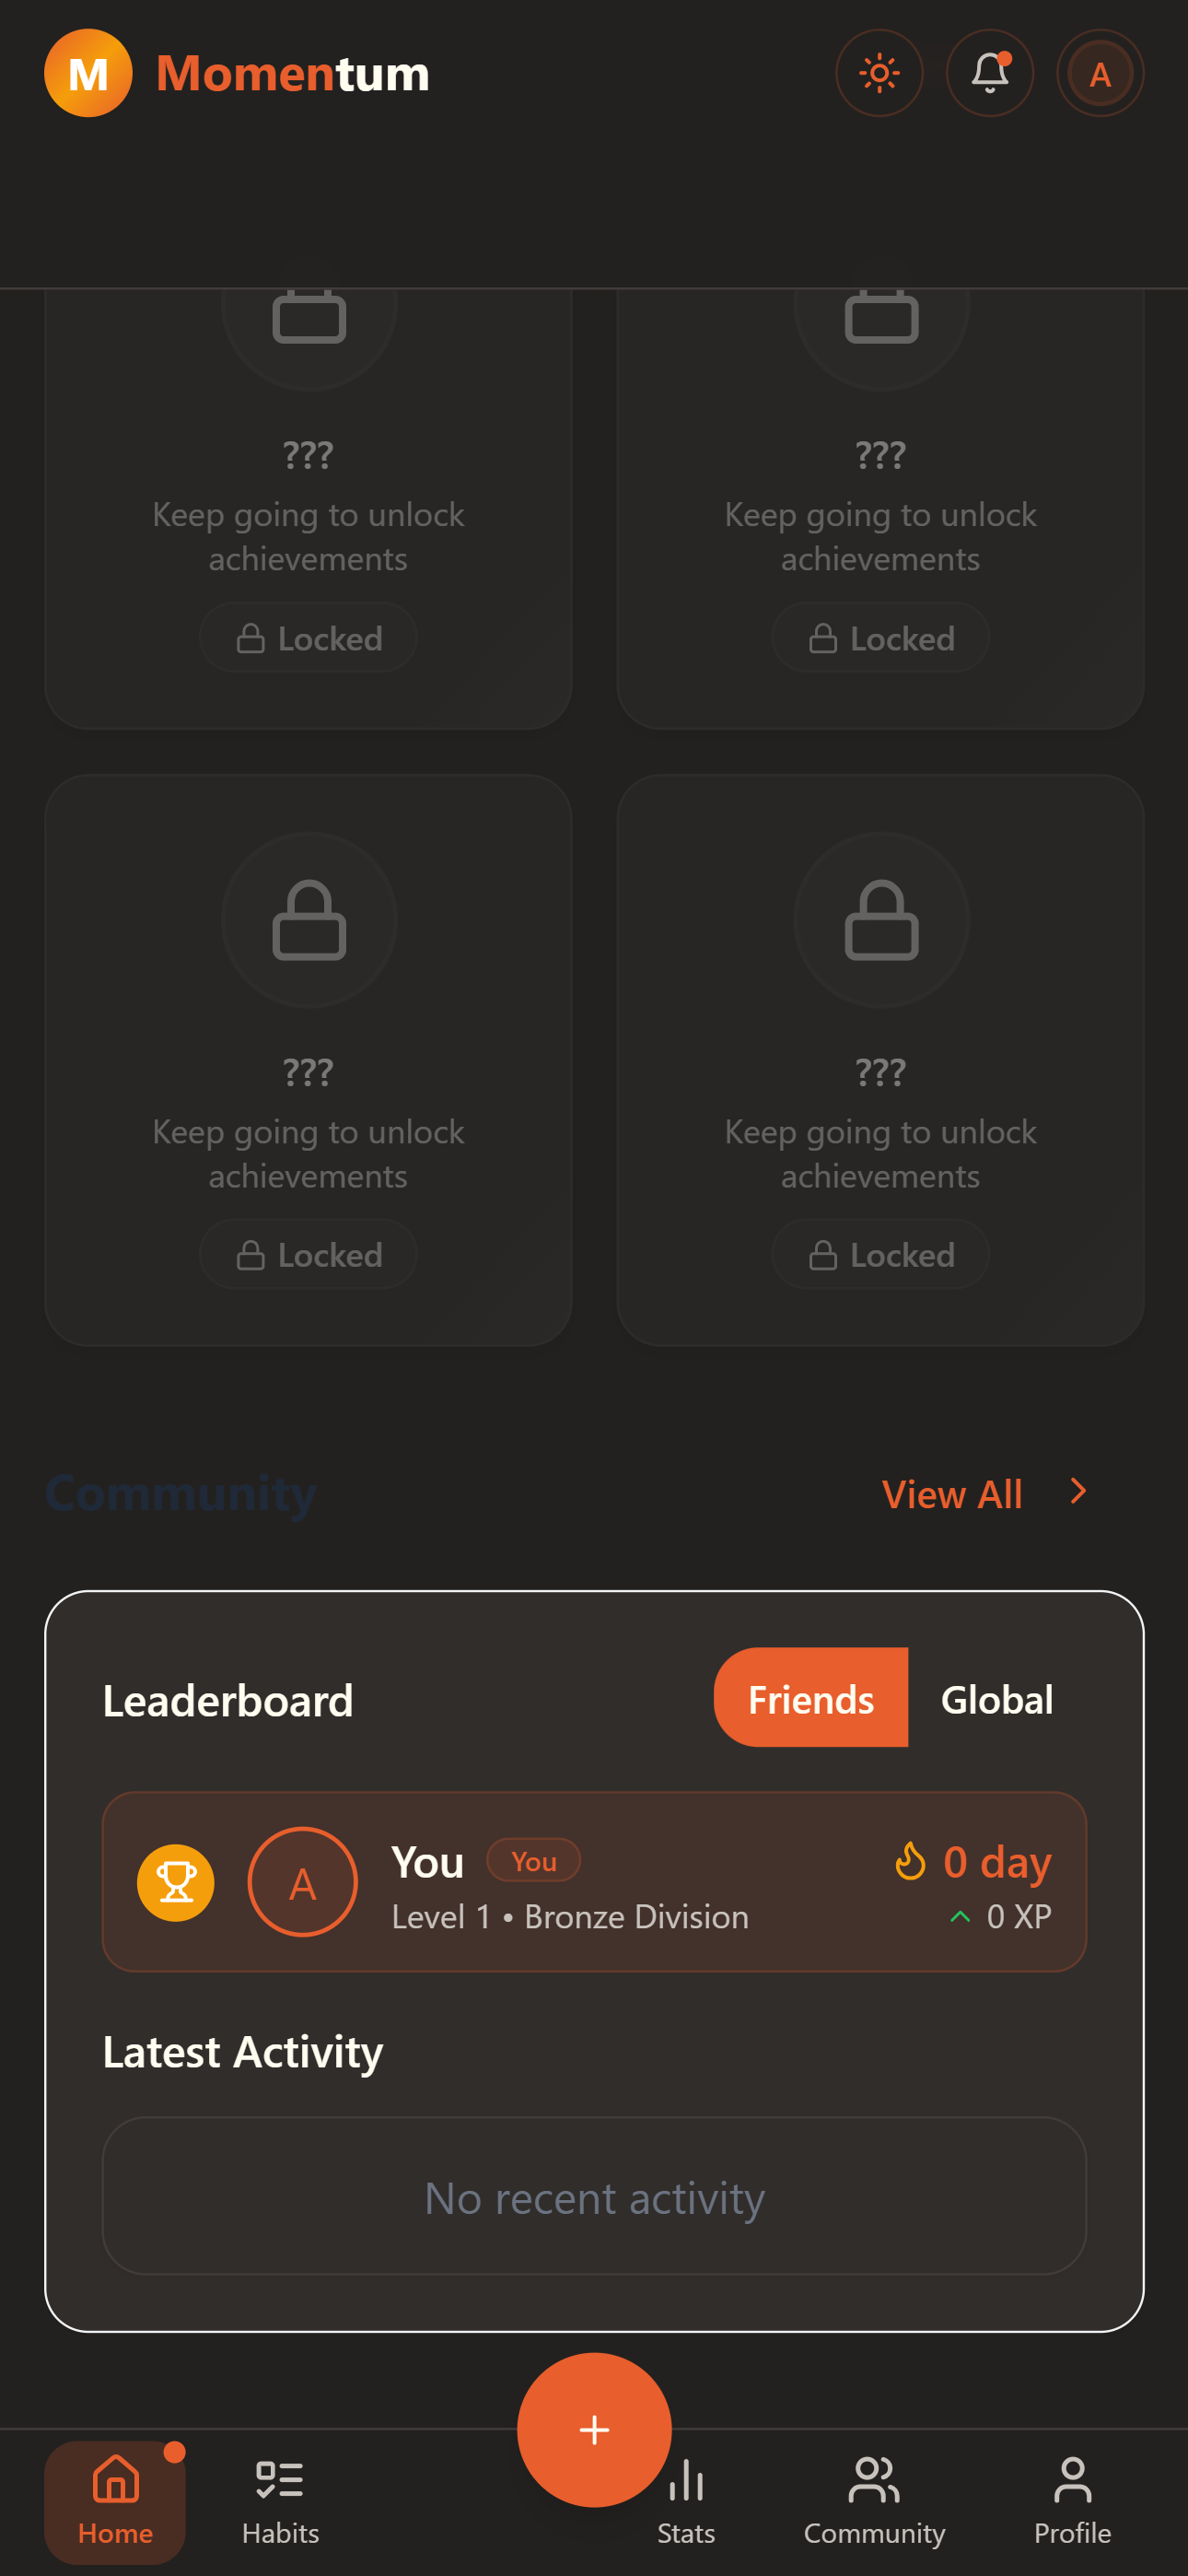 M Momentum A
??? ???
Keep going to unlock Keep going to unlock
achievements achievements
Locked Locked
??? ???
Keep going to unlock Keep going to unlock
achievements achievements
Locked Locked
Community View All
Leaderboard Friends Global
A You You 0 day
Level 1 • Bronze Division 0 XP
Latest Activity
No recent activity
Home Habits Stats Community Profile